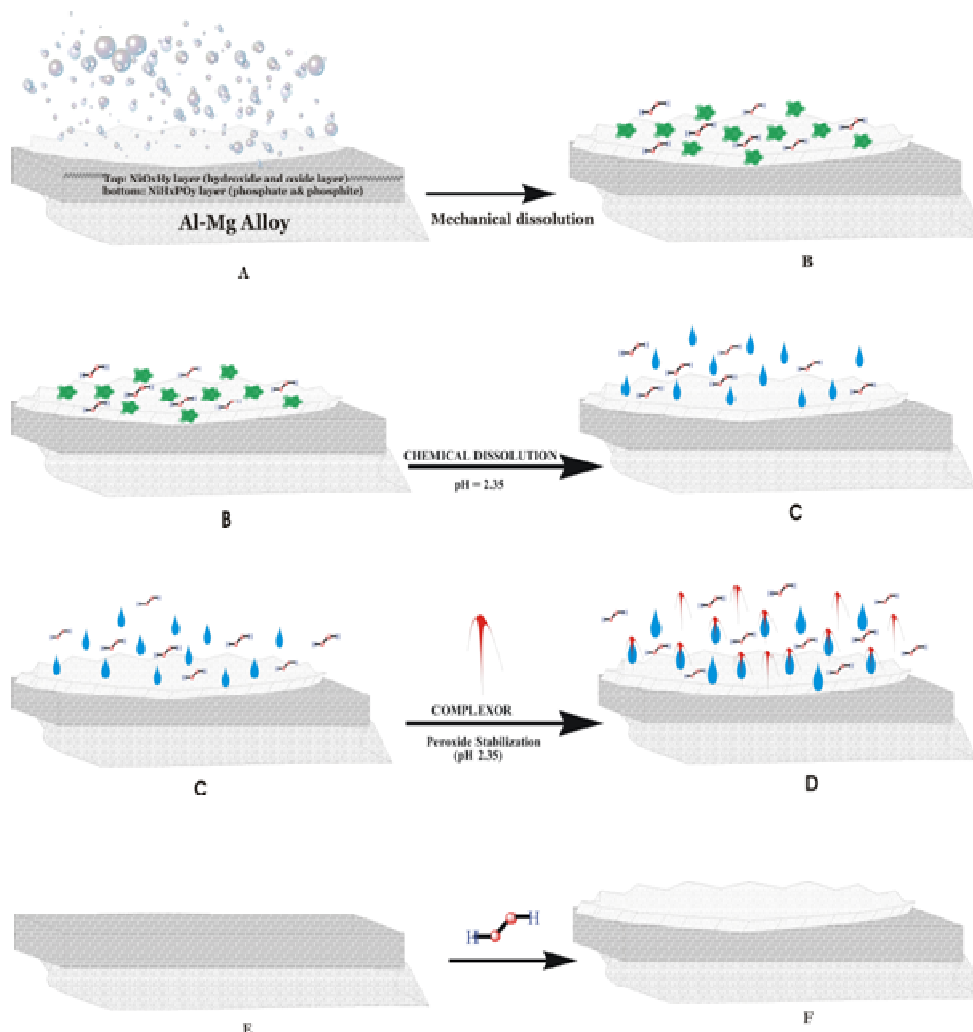 Top: NiOxHy layer (hydroxidie and oxide layer)
bottom: NiHxPOy layer (phosphate a& phosphite)
Al-Mg Alloy
A
Mechanical dissolution
B
B
CHEMICAL DISSOLUTION
pH = 2.35
C
C
COMPLEXOR
Peroxide Stabilization
(pH 2.35)
D
H H
E
F